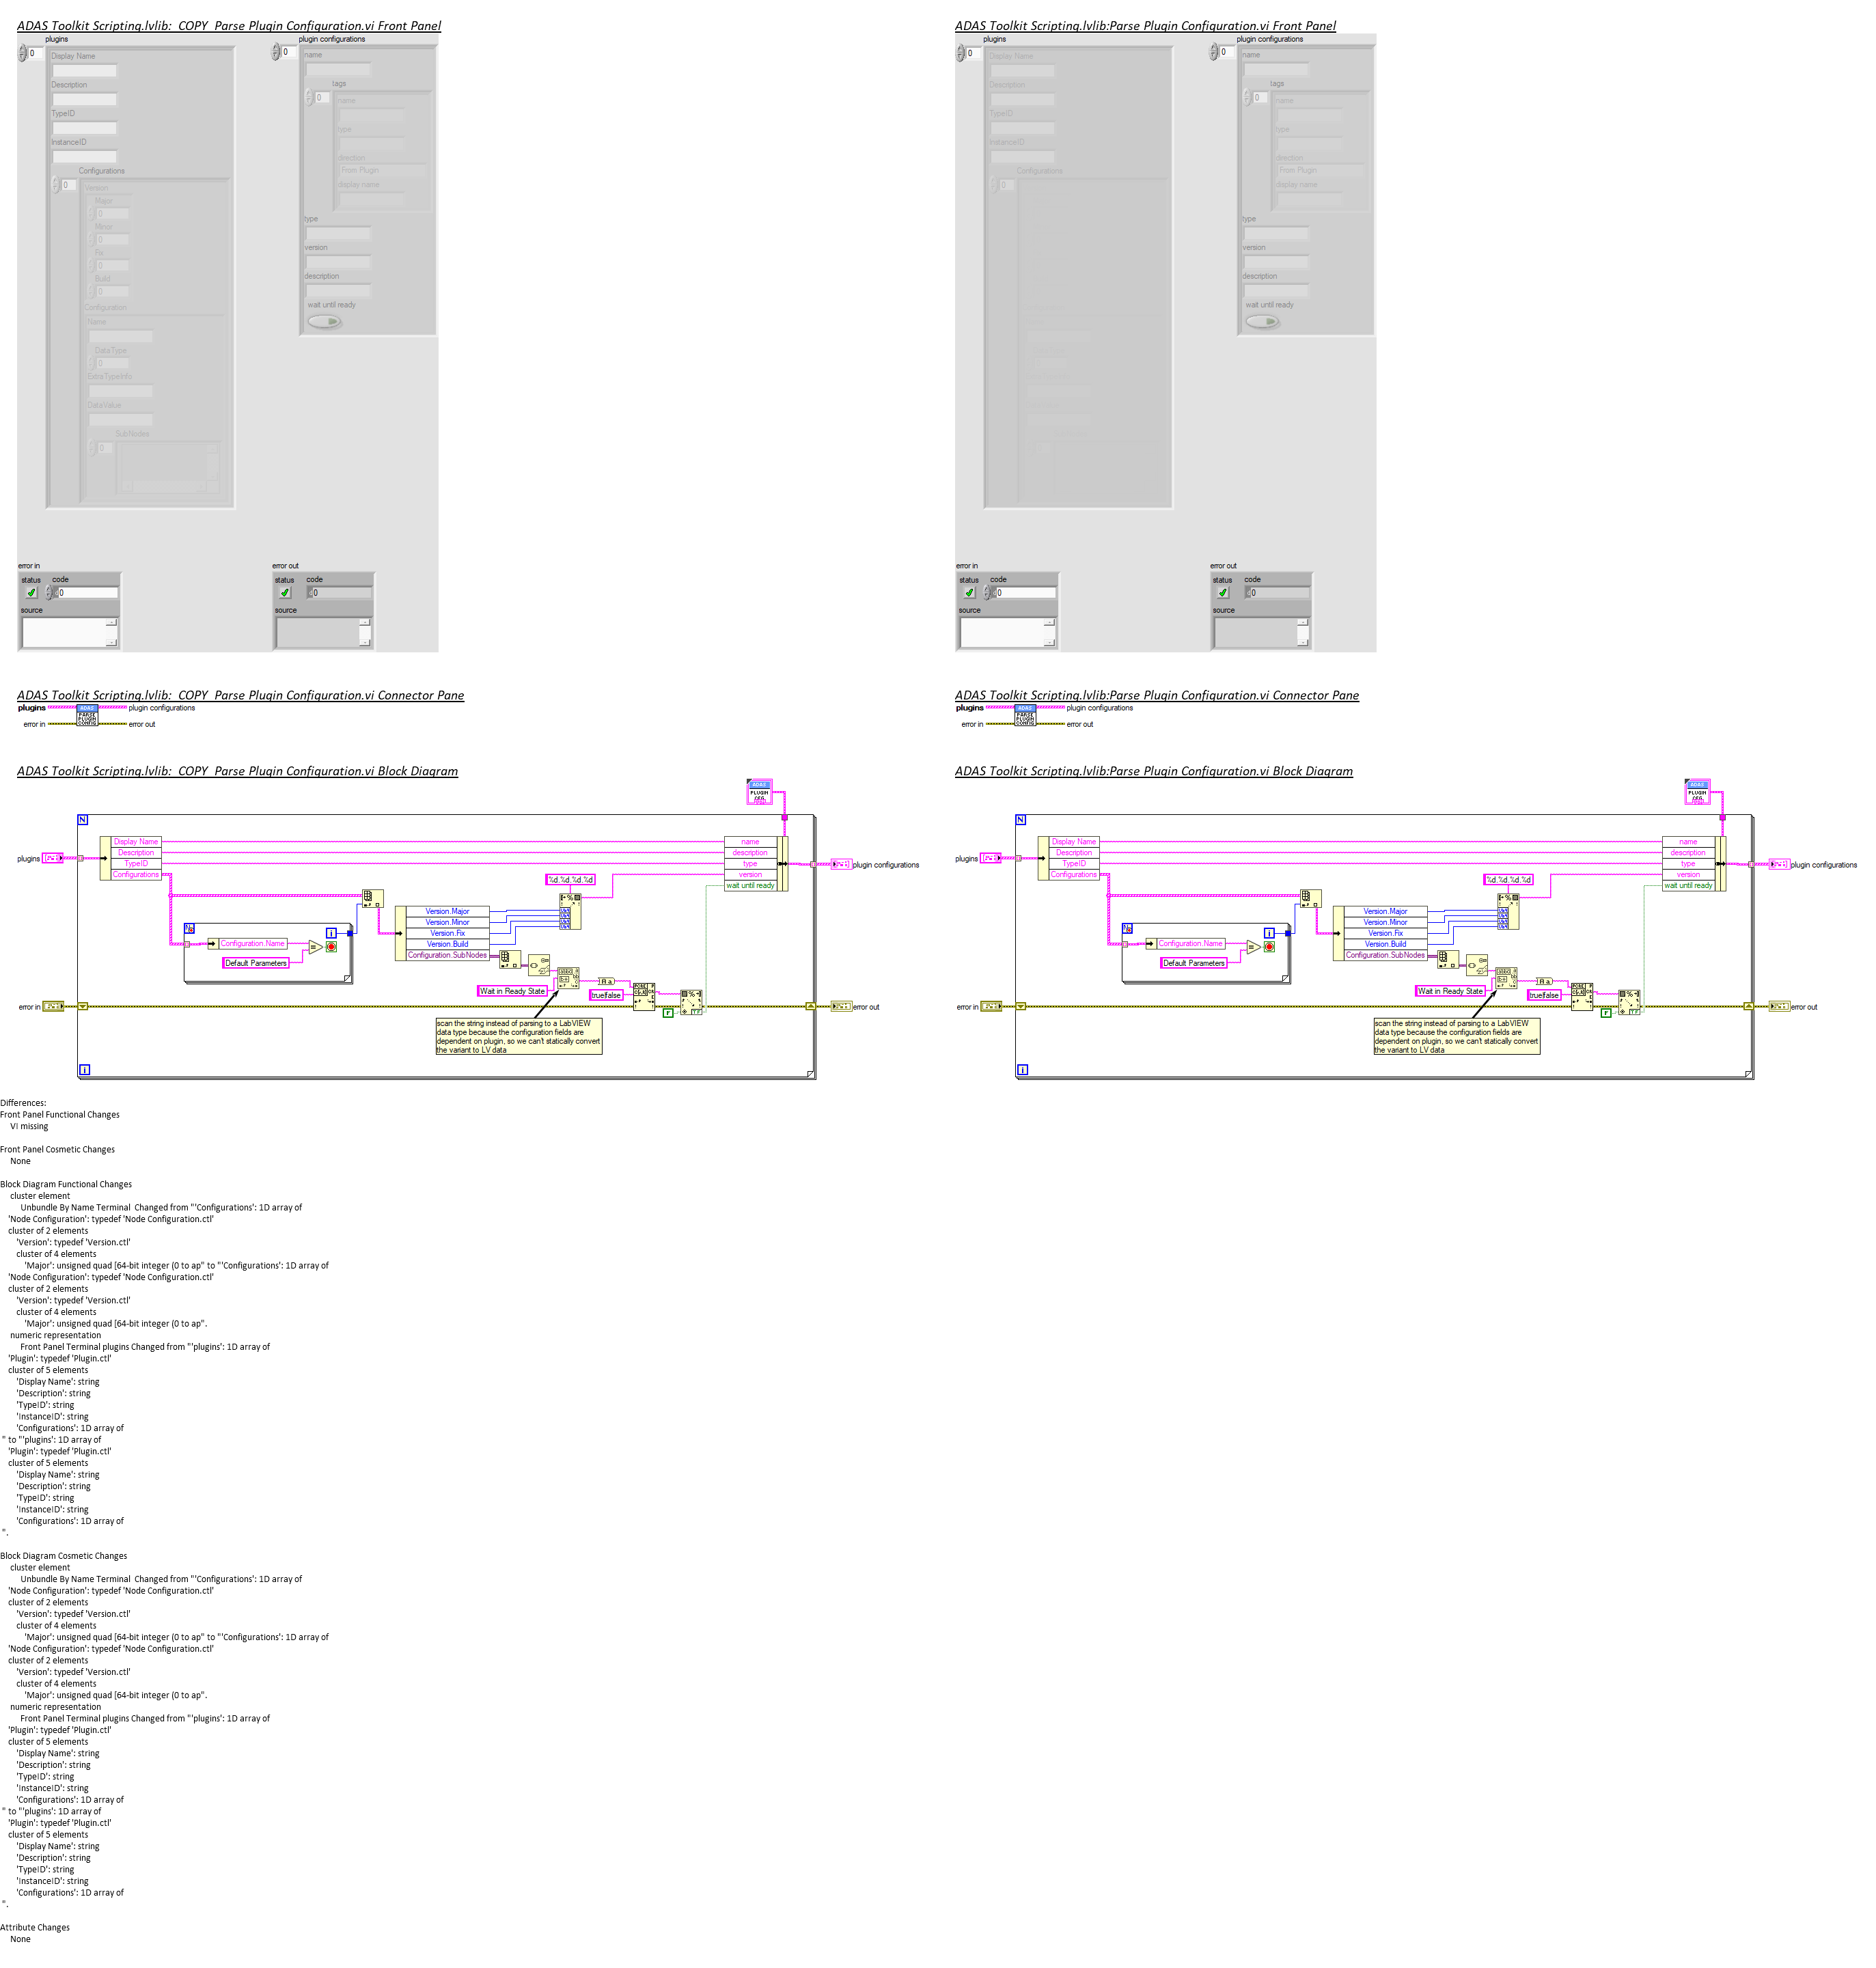 ADAS Toolkit Scripting.lvlib:  COPY  Parse Plugin Configuration.vi Front Panel
plugins
0
Display Name
Description
TypeID
InstanceID
Configurations
0
Version
Major
0
Minor
0
Fix
0
Build
0
Configuration
Name
DataType
0
ExtraTypeInfo
DataValue
SubNodes
0
plugin configurations
0
name
tags
0
name
type
direction
From Plugin
display name
type
version
description
wait until ready
error in
status
code
0
source
error out
status
code
0
source
ADAS Toolkit Scripting.lvlib:Parse Plugin Configuration.vi Front Panel
plugins
0
Display Name
Description
TypeID
InstanceID
Configurations
0
plugin configurations
0
name
tags
0
name
type
direction
From Plugin
display name
type
version
description
wait until ready
error in
status
code
0
source
error out
status
code
0
source
ADAS Toolkit Scripting.lvlib:  COPY  Parse Plugin Configuration.vi Connector Pane
plugins
ADAS
PARSE
PLUGIN
CONFIG
plugin configurations
error in
error out
ADAS Toolkit Scripting.lvlib:Parse Plugin Configuration.vi Connector Pane
plugins
ADAS
PARSE
PLUGIN
CONFIG
plugin configurations
error in
error out
ADAS Toolkit Scripting.lvlib:  COPY  Parse Plugin Configuration.vi Block Diagram
ADAS
PLUGIN
CFG.
N
plugins
Display Name
Description
TypeID
Configurations
name
description
type
version
wait until ready
plugin configurations
%d.%d.%d.%d
Version.Major
Version.Minor
Version.Fix
Version.Build
Configuration.SubNodes
i
Configuration.Name
Default Parameters
Wait in Ready State
true|false
F
error in
error out
scan the string instead of parsing to a LabVIEW
data type because the configuration fields are
dependent on plugin, so we can't statically convert
the variant to LV data
i
ADAS Toolkit Scripting.lvlib:Parse Plugin Configuration.vi Block Diagram
ADAS
PLUGIN
CFG.
N
plugins
Display Name
Description
TypeID
Configurations
name
description
type
version
wait until ready
plugin configurations
%d.%d.%d.%d
Version.Major
Version.Minor
Version.Fix
Version.Build
Configuration.SubNodes
i
Configuration.Name
Default Parameters
Wait in Ready State
true|false
F
error in
error out
scan the string instead of parsing to a LabVIEW
data type because the configuration fields are
dependent on plugin, so we can't statically convert
the variant to LV data
i
Differences:
Front Panel Functional Changes
VI missing
Front Panel Cosmetic Changes
None
Block Diagram Functional Changes
cluster element
Unbundle By Name Terminal  Changed from "'Configurations': 1D array of
'Node Configuration': typedef 'Node Configuration.ctl'
cluster of 2 elements
'Version': typedef 'Version.ctl'
cluster of 4 elements
'Major': unsigned quad [64-bit integer (0 to ap" to "'Configurations': 1D array of
'Node Configuration': typedef 'Node Configuration.ctl'
cluster of 2 elements
'Version': typedef 'Version.ctl'
cluster of 4 elements
'Major': unsigned quad [64-bit integer (0 to ap".
numeric representation
Front Panel Terminal plugins Changed from "'plugins': 1D array of
'Plugin': typedef 'Plugin.ctl'
cluster of 5 elements
'Display Name': string
'Description': string
'TypeID': string
'InstanceID': string
'Configurations': 1D array of
" to "'plugins': 1D array of
'Plugin': typedef 'Plugin.ctl'
cluster of 5 elements
'Display Name': string
'Description': string
'TypeID': string
'InstanceID': string
'Configurations': 1D array of
".
Block Diagram Cosmetic Changes
cluster element
Unbundle By Name Terminal  Changed from "'Configurations': 1D array of
'Node Configuration': typedef 'Node Configuration.ctl'
cluster of 2 elements
'Version': typedef 'Version.ctl'
cluster of 4 elements
'Major': unsigned quad [64-bit integer (0 to ap" to "'Configurations': 1D array of
'Node Configuration': typedef 'Node Configuration.ctl'
cluster of 2 elements
'Version': typedef 'Version.ctl'
cluster of 4 elements
'Major': unsigned quad [64-bit integer (0 to ap".
numeric representation
Front Panel Terminal plugins Changed from "'plugins': 1D array of
'Plugin': typedef 'Plugin.ctl'
cluster of 5 elements
'Display Name': string
'Description': string
'TypeID': string
'InstanceID': string
'Configurations': 1D array of
" to "'plugins': 1D array of
'Plugin': typedef 'Plugin.ctl'
cluster of 5 elements
'Display Name': string
'Description': string
'TypeID': string
'InstanceID': string
'Configurations': 1D array of
".
Attribute Changes
None